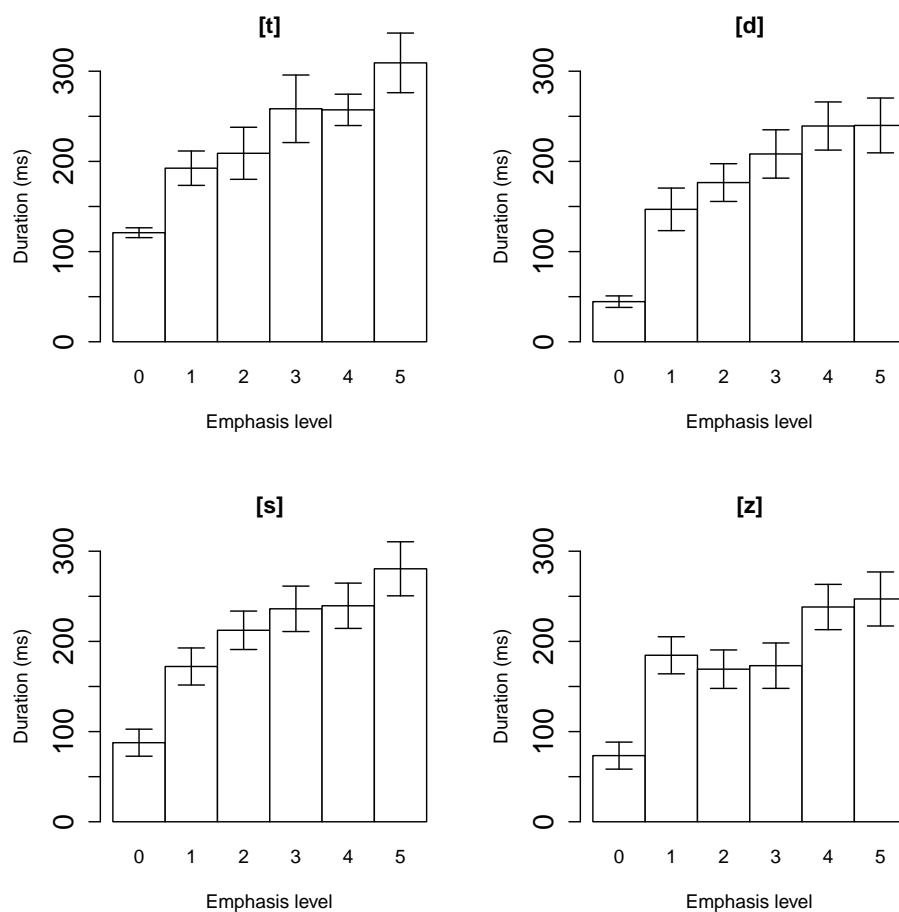 [t]
Duration (ms)
300
200
100
0
0 1 2 3 4 5
Emphasis level
[d]
Duration (ms)
300
200
100
0
0 1 2 3 4 5
Emphasis level
[s]
Duration (ms)
300
200
100
0
0 1 2 3 4 5
Emphasis level
[z]
Duration (ms)
300
200
100
0
0 1 2 3 4 5
Emphasis level